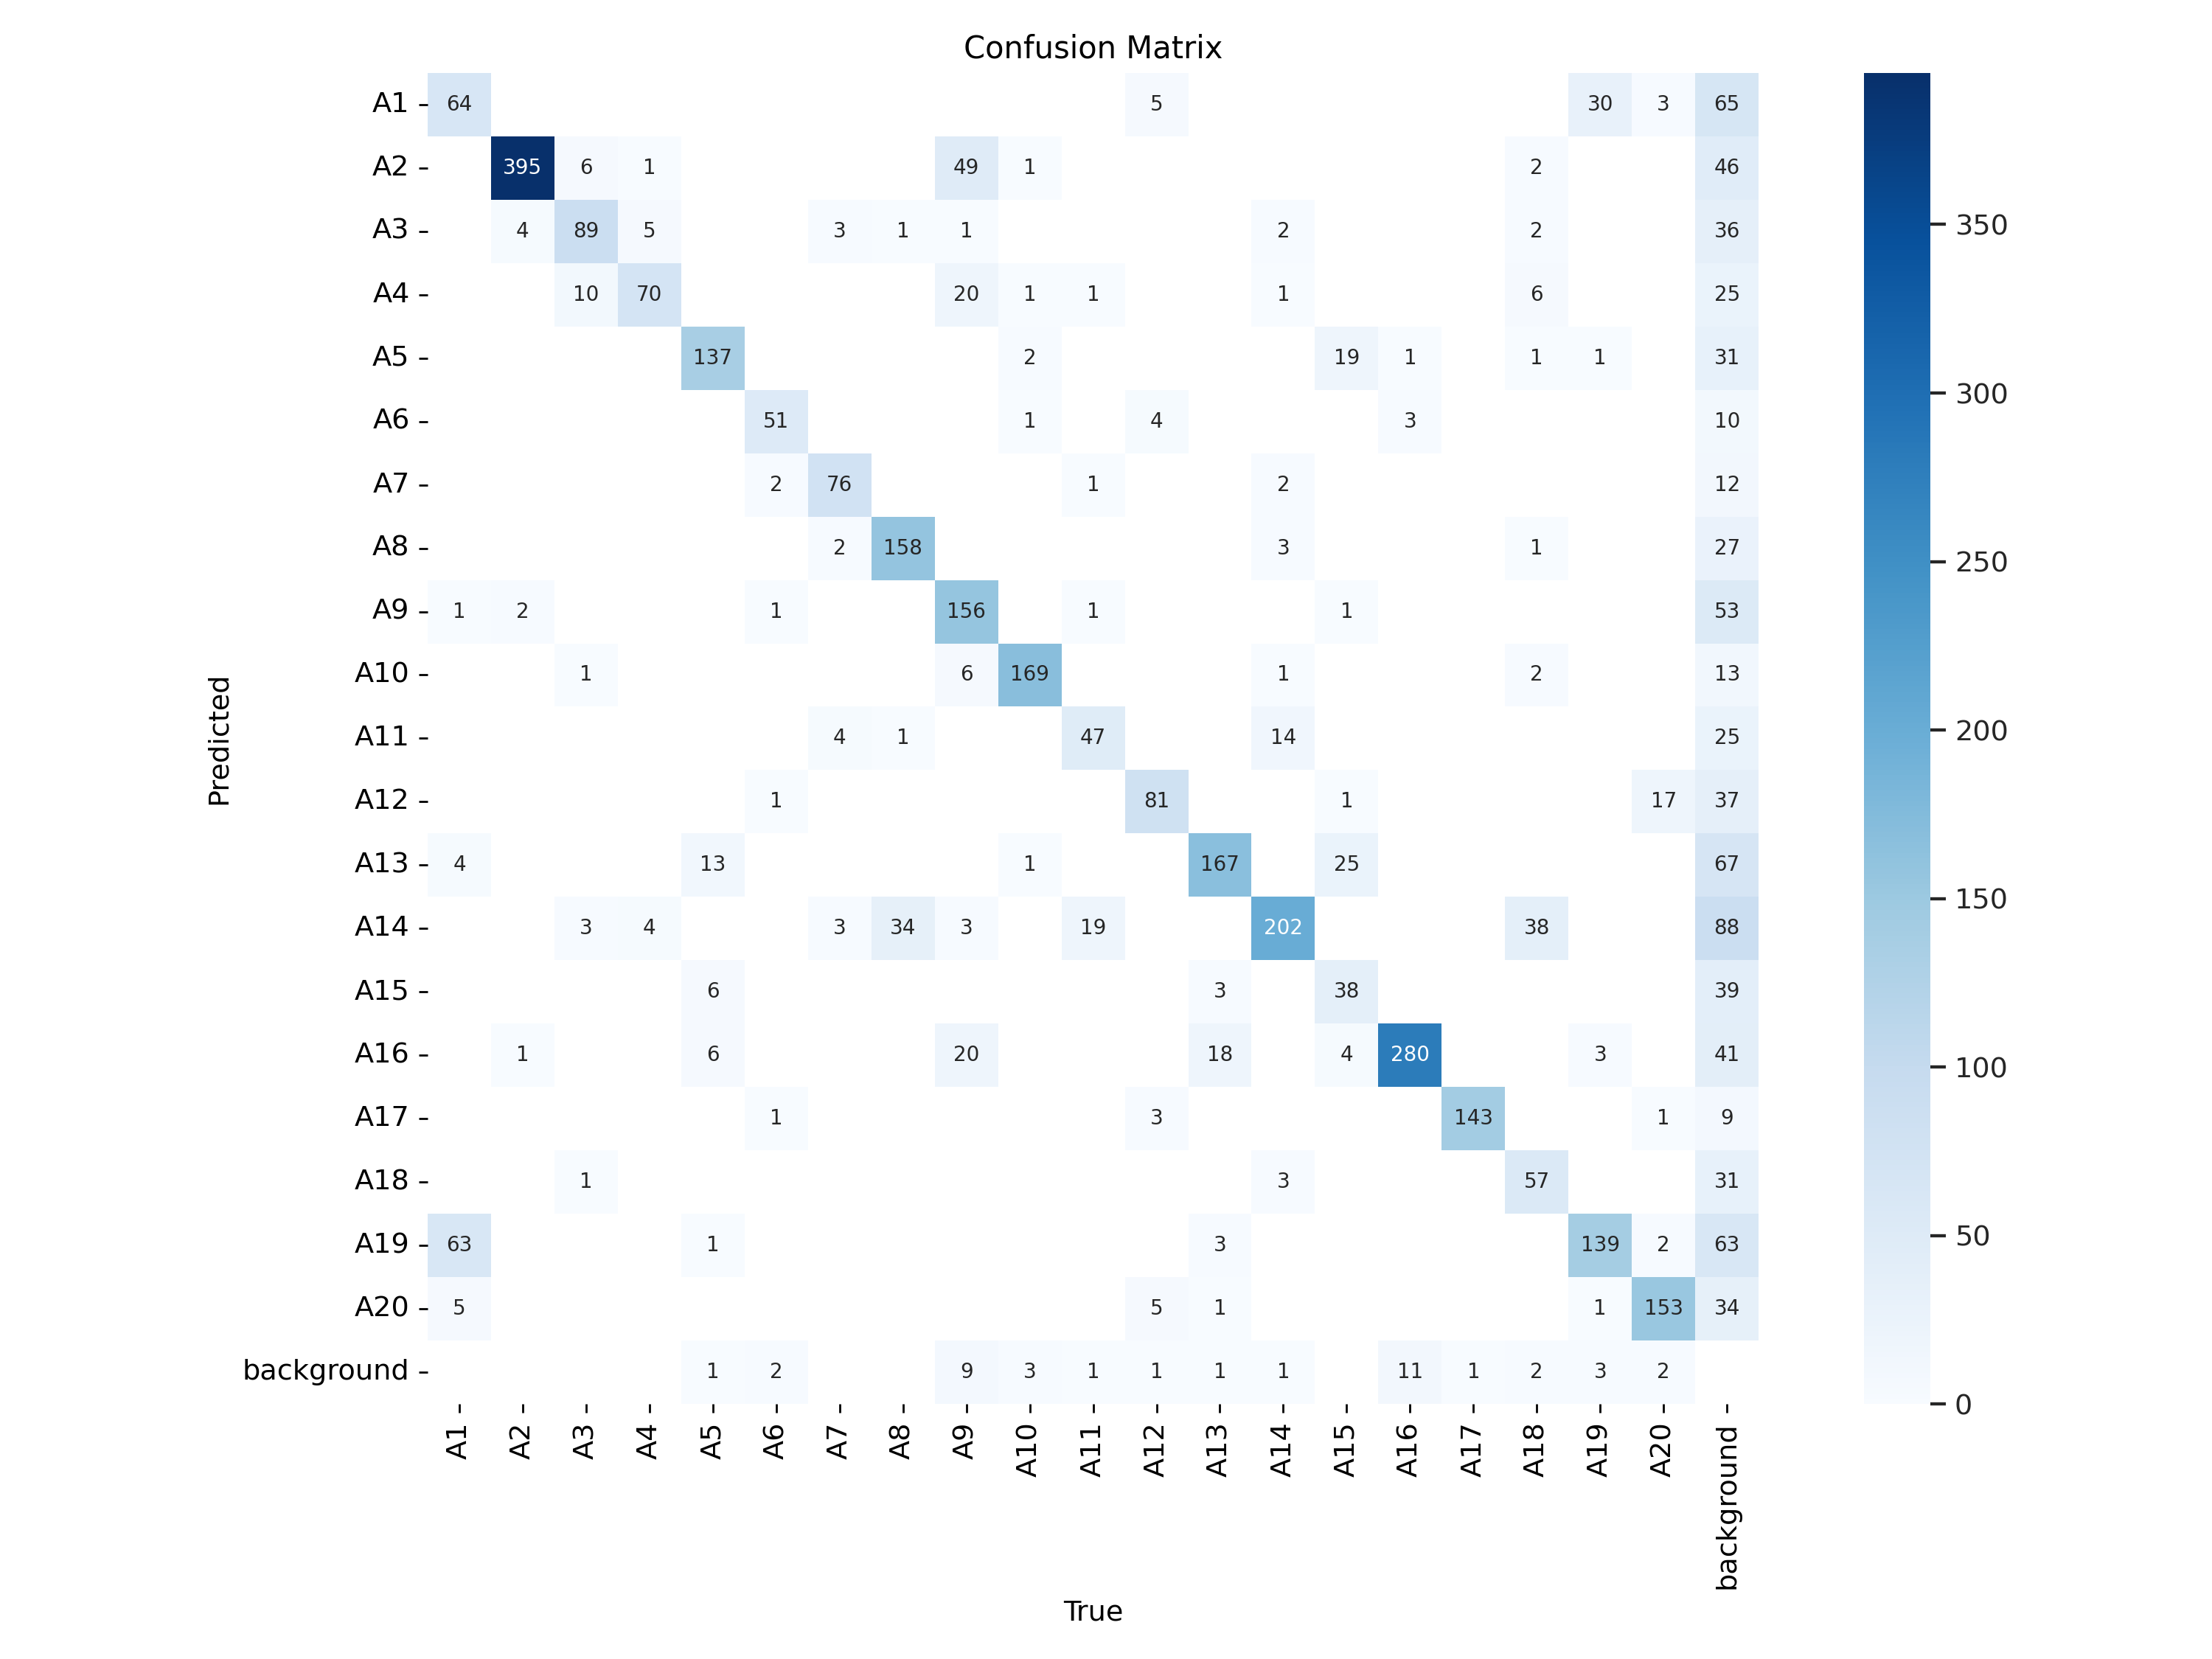 Confusion Matrix
A1 64 5 30 3 65
A2 395 6 1 49 1 2 46
A3 4 89 5 3 1 1 2 2 36
A4 10 70 20 1 1 1 6 25
A5 137 2 19 1 1 1 31
A6 51 1 4 3 10
A7 2 76 1 2 12
A8 2 158 3 1 27
A9 1 2 1 156 1 1 53
A10 1 6 169 1 2 13
A11 4 1 47 14 25
A12 1 81 1 17 37
A13 4 13 1 167 25 67
A14 3 4 3 34 3 19 202 38 88
A15 6 3 38 39
A16 1 6 20 18 4 280 3 41
A17 1 3 143 1 9
A18 1 3 57 31
A19 63 1 3 139 2 63
A20 5 5 1 1 153 34
background 1 2 9 3 1 1 1 1 11 1 2 3 2
A1 A2 A3 A4 A5 A6 A7 A8 A9 A10 A11 A12 A13 A14 A15 A16 A17 A18 A19 A20 background
True
Predicted
350
300
250
200
150
100
50
0